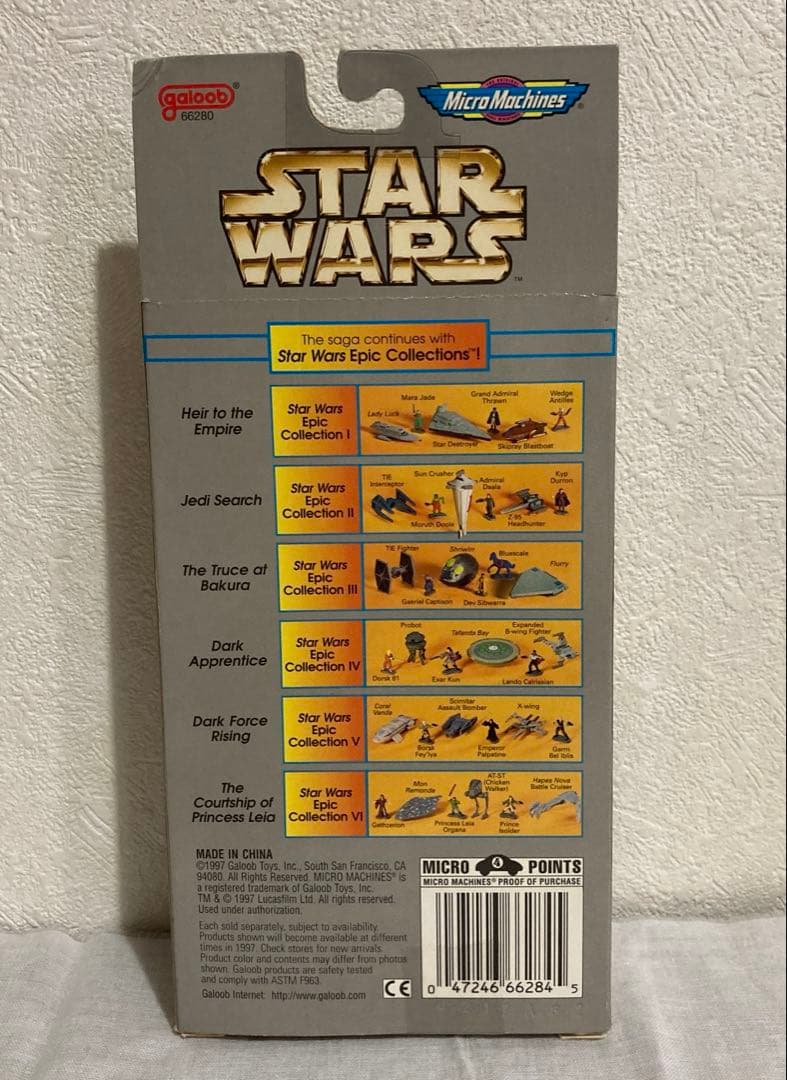 galoob®
66280
THE ORIGINAL
Micro Machines®
STAR
WARS™
The saga continues with
Star Wars Epic Collections™!
Heir to the
Empire
Star Wars
Epic
Collection I
Lady Luck
Mara Jade
Star Destroyer
Grand Admiral
Thrawn
Skipray Blastboat
Wedge
Antilles
Jedi Search
Star Wars
Epic
Collection II
TIE
Interceptor
Sun Crusher
Moruth Doole
Admiral
Daala
Z-95
Headhunter
Kyp
Durron
The Truce at
Bakura
Star Wars
Epic
Collection III
TIE Fighter
Gaeriel Captison
Shriwirr
Dev Sibwarra
Bluescale
Flurry
Dark
Apprentice
Star Wars
Epic
Collection IV
Dorsk 81
Probot
Exar Kun
Tafanda Bay
Expanded
B-wing Fighter
Lando Calrissian
Dark Force
Rising
Star Wars
Epic
Collection V
Coral
Vanda
Borsk
Fey'lya
Scimitar
Assault Bomber
Emperor
Palpatine
X-wing
Garm
Bel Iblis
The
Courtship of
Princess Leia
Star Wars
Epic
Collection VI
Gethzerion
Mon
Remonda
Princess Leia
Organa
AT-ST
(Chicken
Walker)
Prince
Isolder
Hapes Nova
Battle Cruiser
MADE IN CHINA
©1997 Galoob Toys, Inc., South San Francisco, CA
94080. All Rights Reserved. MICRO MACHINES® is
a registered trademark of Galoob Toys, Inc.
TM & © 1997 Lucasfilm Ltd. All rights reserved.
Used under authorization.
Each sold separately, subject to availability.
Products shown will become available at different
times in 1997. Check stores for new arrivals.
Product color and contents may differ from photos
shown. Galoob products are safety tested
and comply with ASTM F963.
Galoob Internet: http://www.galoob.com
CE
MICRO 4 POINTS
MICRO MACHINES® PROOF OF PURCHASE
0 47246 66284 5